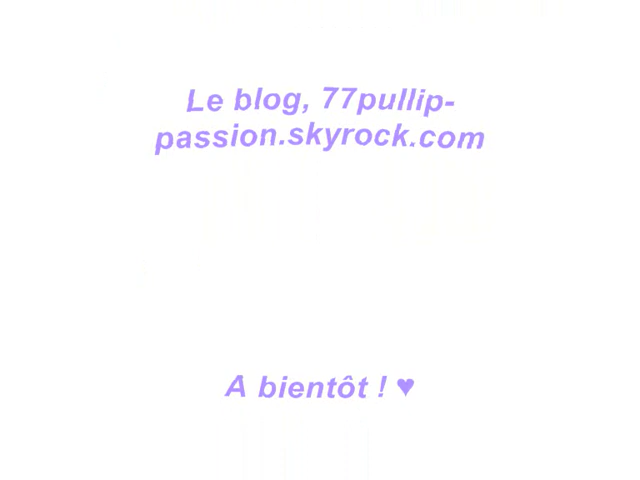 Le blog, 77pullip-
passion.skyrock.com
A bientôt ! ♥